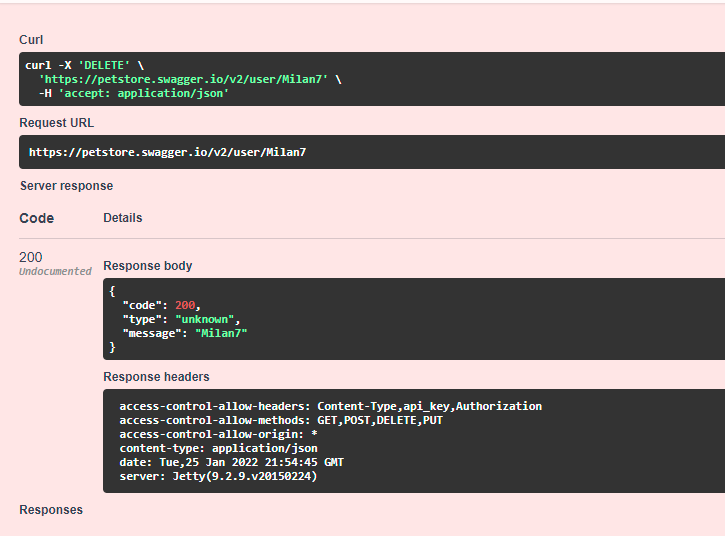 Curl
curl -X 'DELETE' \
  'https://petstore.swagger.io/v2/user/Milan7' \
  -H 'accept: application/json'
Request URL
https://petstore.swagger.io/v2/user/Milan7
Server response
Code Details
200
Undocumented
Response body
{
  "code": 200,
  "type": "unknown",
  "message": "Milan7"
}
Response headers
access-control-allow-headers: Content-Type,api_key,Authorization
access-control-allow-methods: GET,POST,DELETE,PUT
access-control-allow-origin: *
content-type: application/json
date: Tue,25 Jan 2022 21:54:45 GMT
server: Jetty(9.2.9.v20150224)
Responses